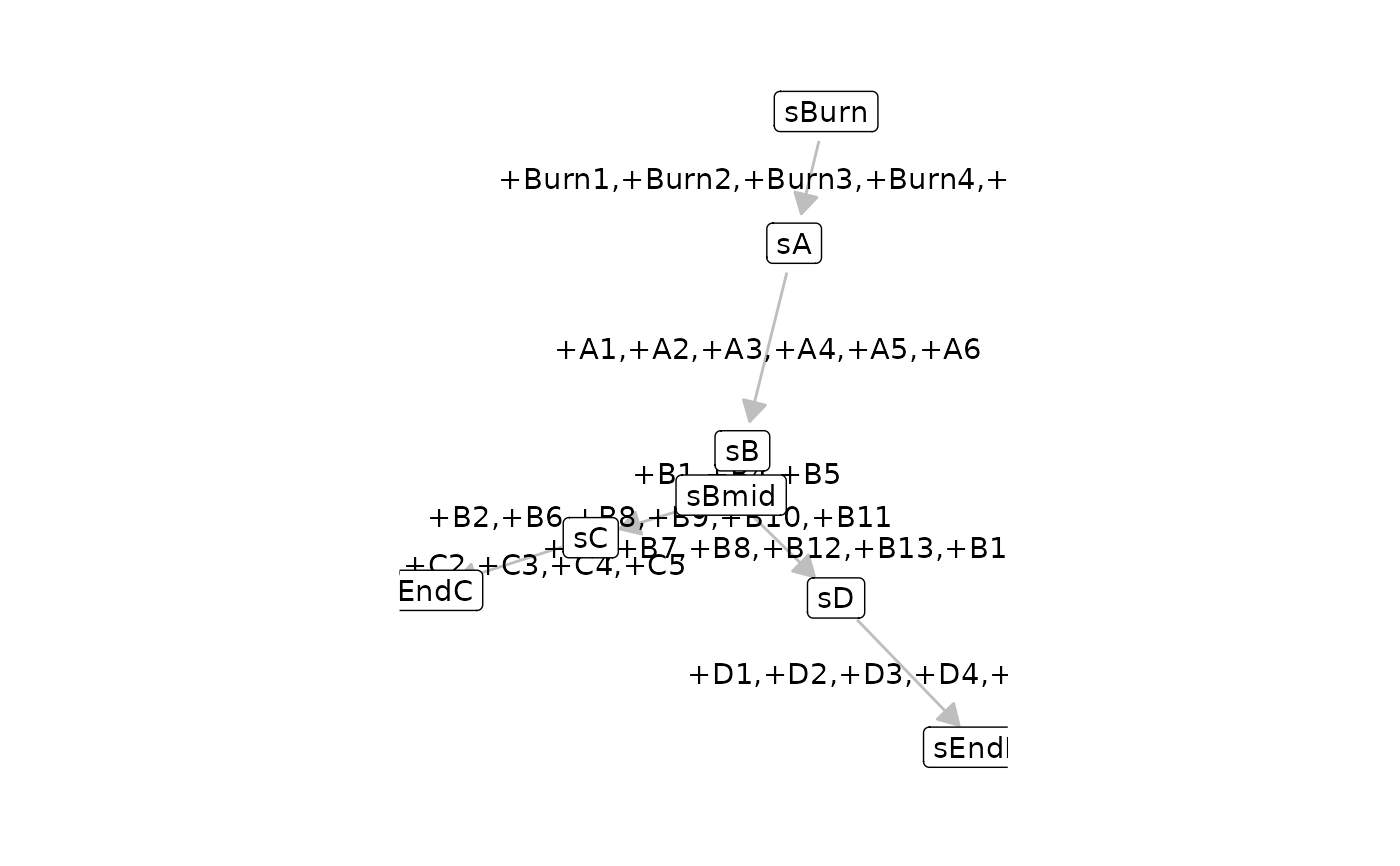 sBurn
+Burn1,+Burn2,+Burn3,+Burn4,+
sA
+A1,+A2,+A3,+A4,+A5,+A6
sB
+B1,+B4,+B5
sBmid
+B2,+B6,+B8,+B9,+B10,+B11
sC
+B7,+B8,+B12,+B13,+B1
+C2,+C3,+C4,+C5
EndC
sD
+D1,+D2,+D3,+D4,+
sEnd